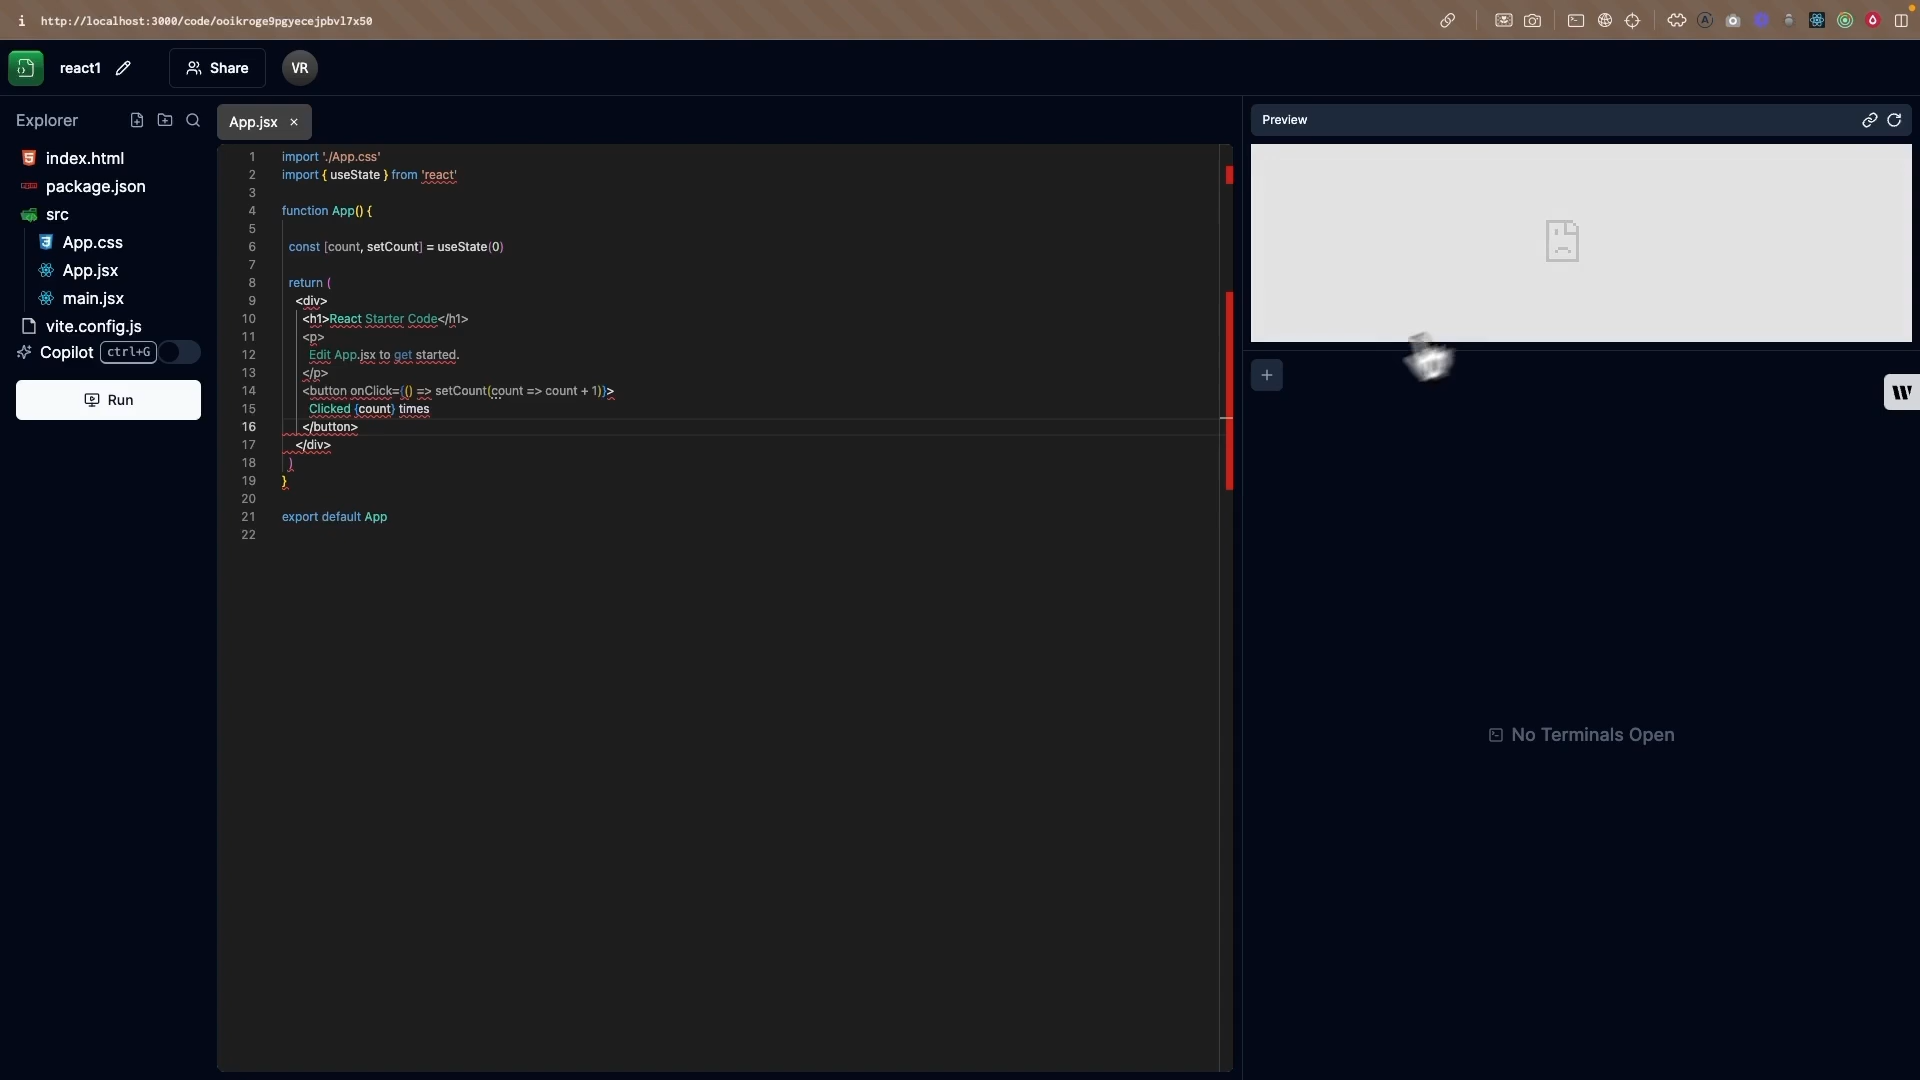 i http://localhost:3000/code/ooikroge9pgyecejpbvl7x50
react1
Share
VR
Explorer
index.html
package.json
src
App.css
App.jsx
main.jsx
vite.config.js
Copilot ctrl+G
Run
App.jsx ×
1 import './App.css'
2 import { useState } from 'react'
3
4 function App() {
5
6 const [count, setCount] = useState(0)
7
8 return (
9 <div>
10 <h1>React Starter Code</h1>
11 <p>
12 Edit App.jsx to get started.
13 </p>
14 <button onClick={() => setCount(count => count + 1)}>
15 Clicked {count} times
16 </button>
17 </div>
18 )
19 }
20
21 export default App
22
Preview
W
No Terminals Open